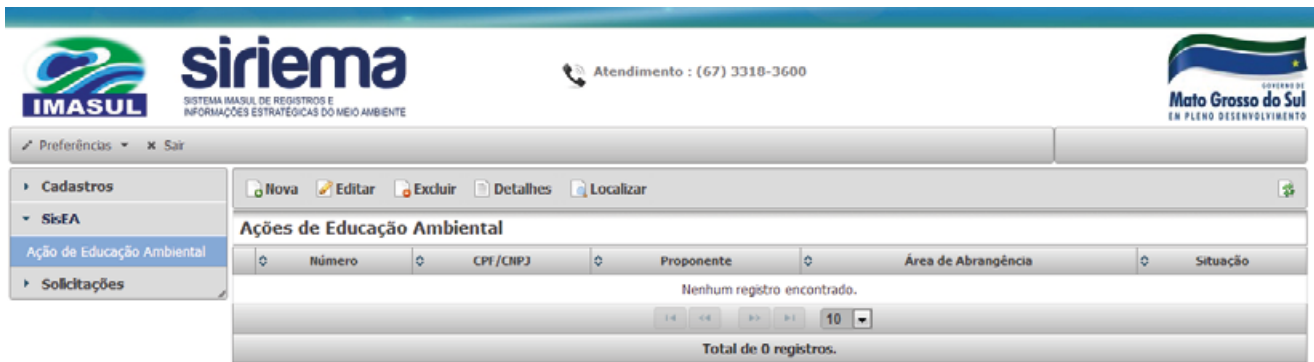 IMASUL
siriema
SISTEMA IMASUL DE REGISTROS E
INFORMAÇÕES ESTRATÉGICAS DO MEIO AMBIENTE
Atendimento : (67) 3318-3600
GOVERNO DE
Mato Grosso do Sul
EM PLENO DESENVOLVIMENTO
Preferências Sair
Cadastros
SisEA
Ação de Educação Ambiental
Solicitações
Nova Editar Excluir Detalhes Localizar
Ações de Educação Ambiental
Número CPF/CNPJ Proponente Área de Abrangência Situação
Nenhum registro encontrado.
10
Total de 0 registros.